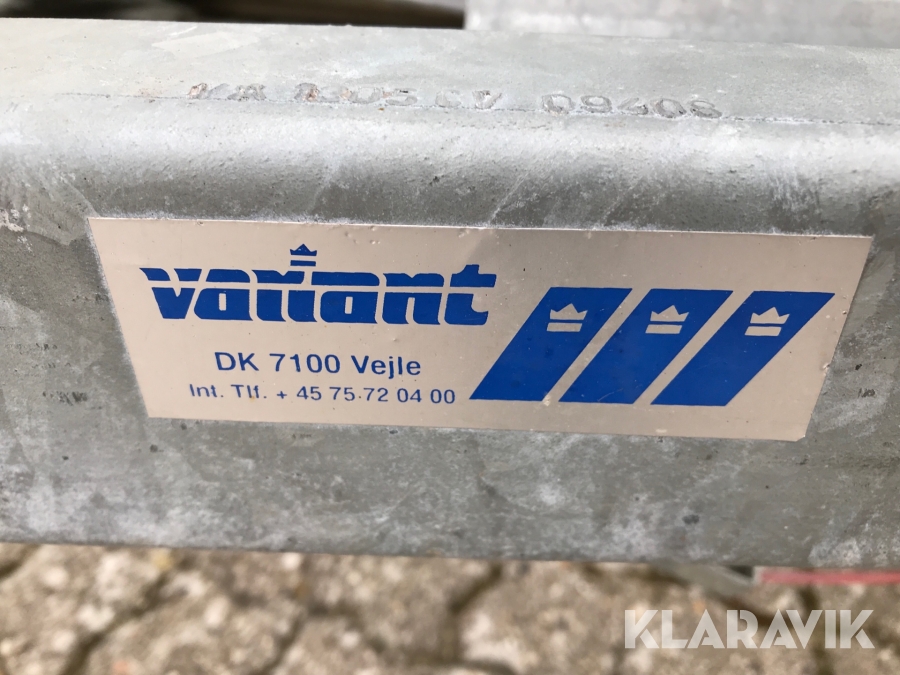 variant
DK 7100 Vejle
Int. Tlf. + 45 75 72 04 00
KLARAVIK